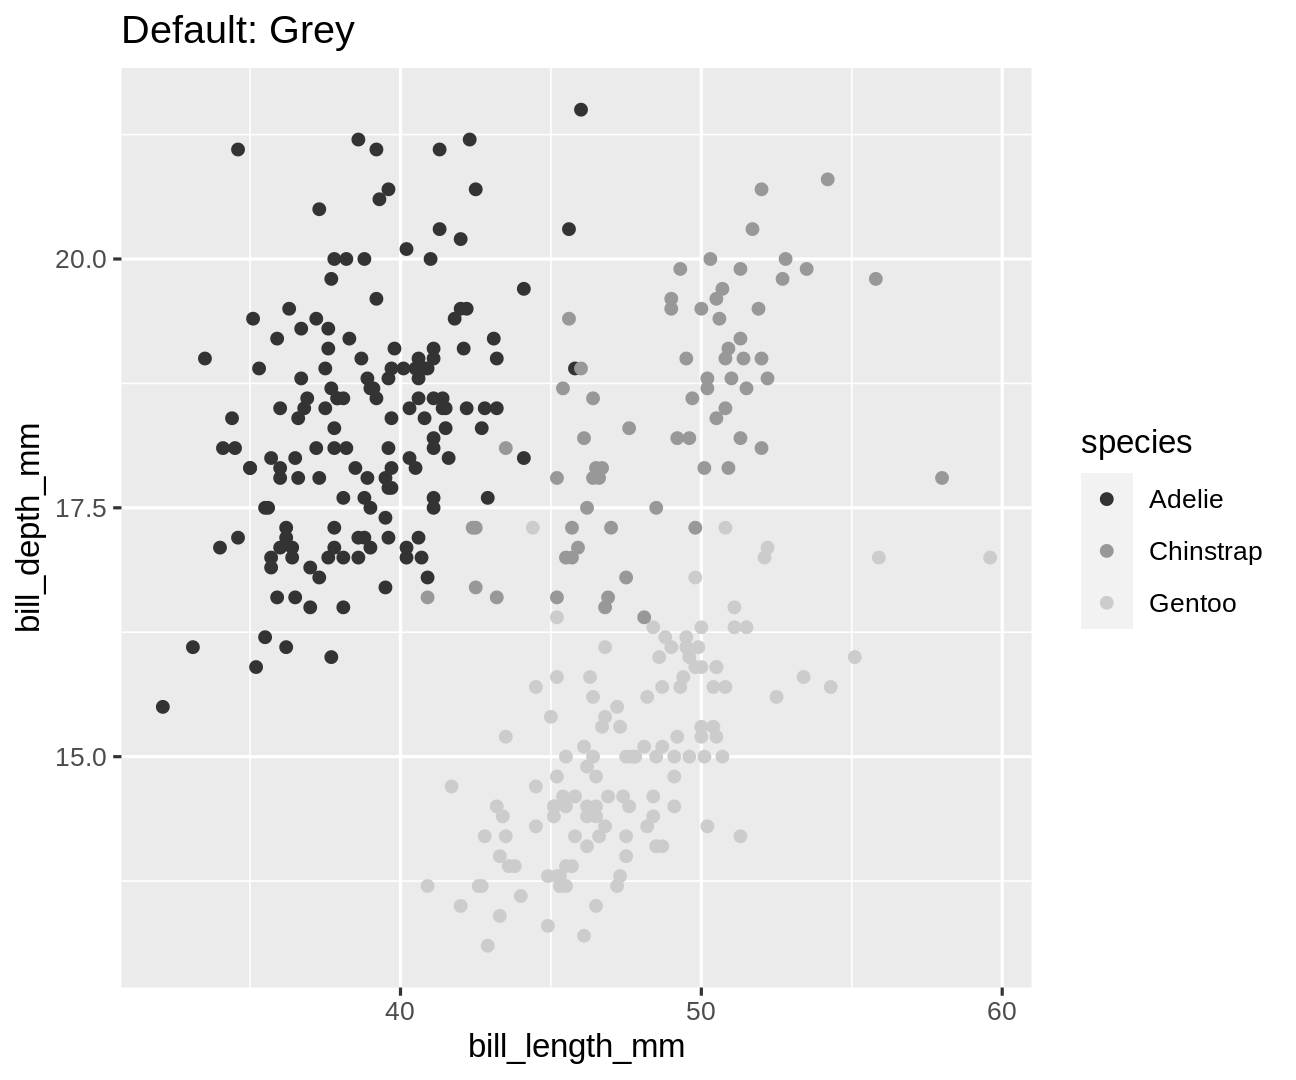 Default: Grey
20.0
17.5
15.0
bill_depth_mm
40
50
60
bill_length_mm
species
Adelie
Chinstrap
Gentoo